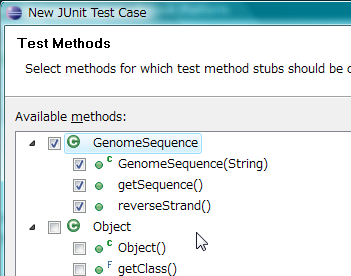 New JUnit Test Case
Test Methods
Select methods for which test method stubs should be
Available methods:
C GenomeSequence
C GenomeSequence(String)
getSequence()
reverseStrand()
C Object
C Object()
F getClass()